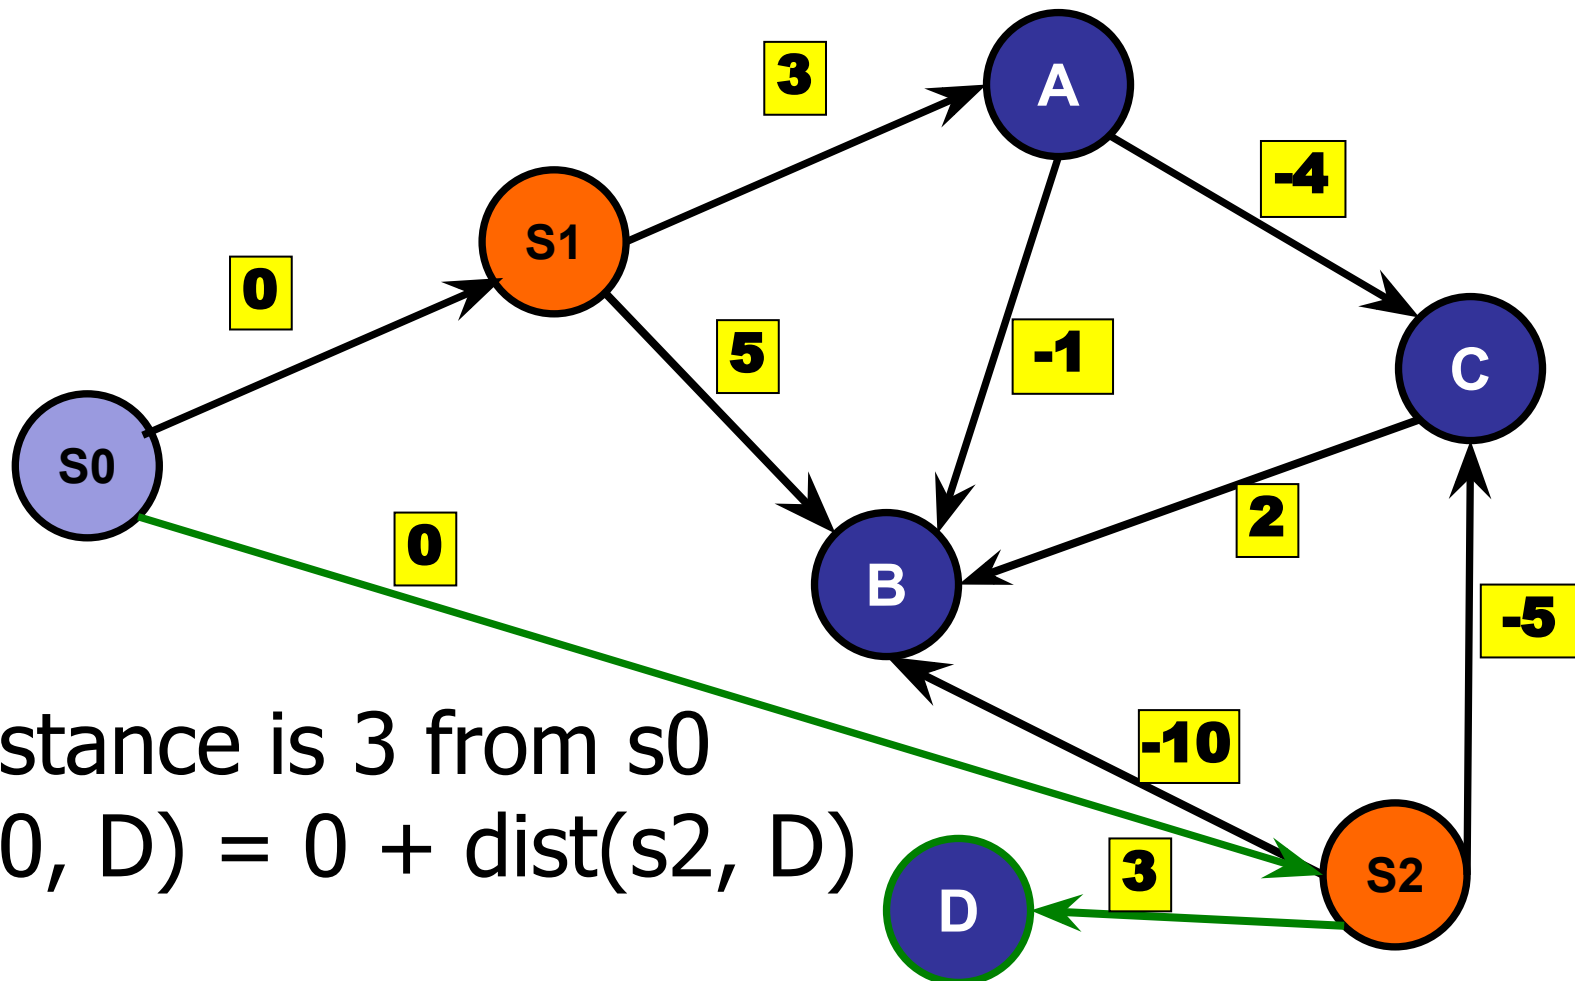 A
3
-4
S1
0
5
-1
C
S0
2
0
B
-5
stance is 3 from s0
-10
0, D) = 0 + dist(s2, D)
3
S2
D